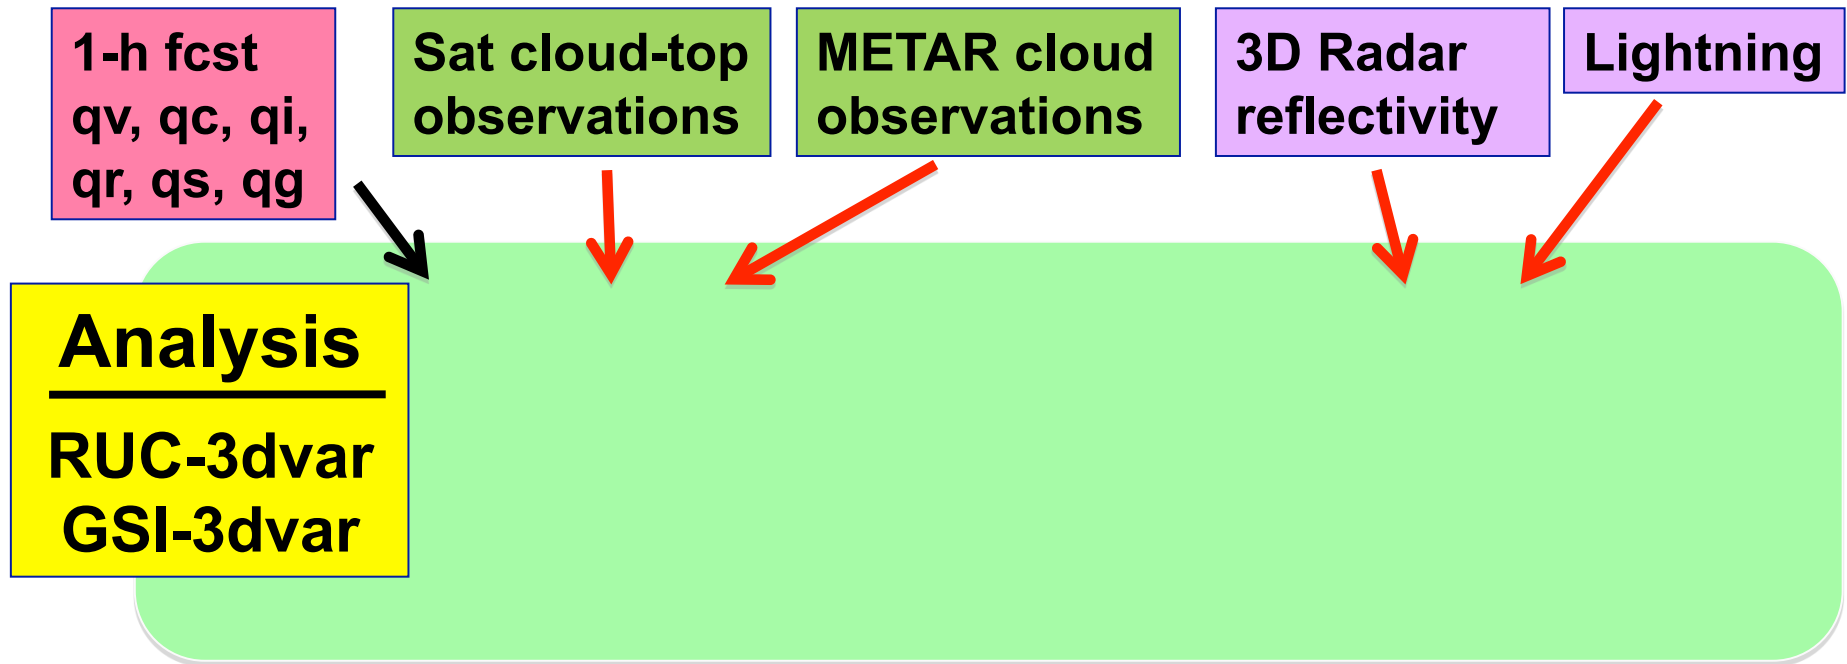 1-h fcst
qv, qc, qi,
qr, qs, qg
Sat cloud-top
observations
METAR cloud
observations
3D Radar
reflectivity
Lightning
Analysis
RUC-3dvar
GSI-3dvar